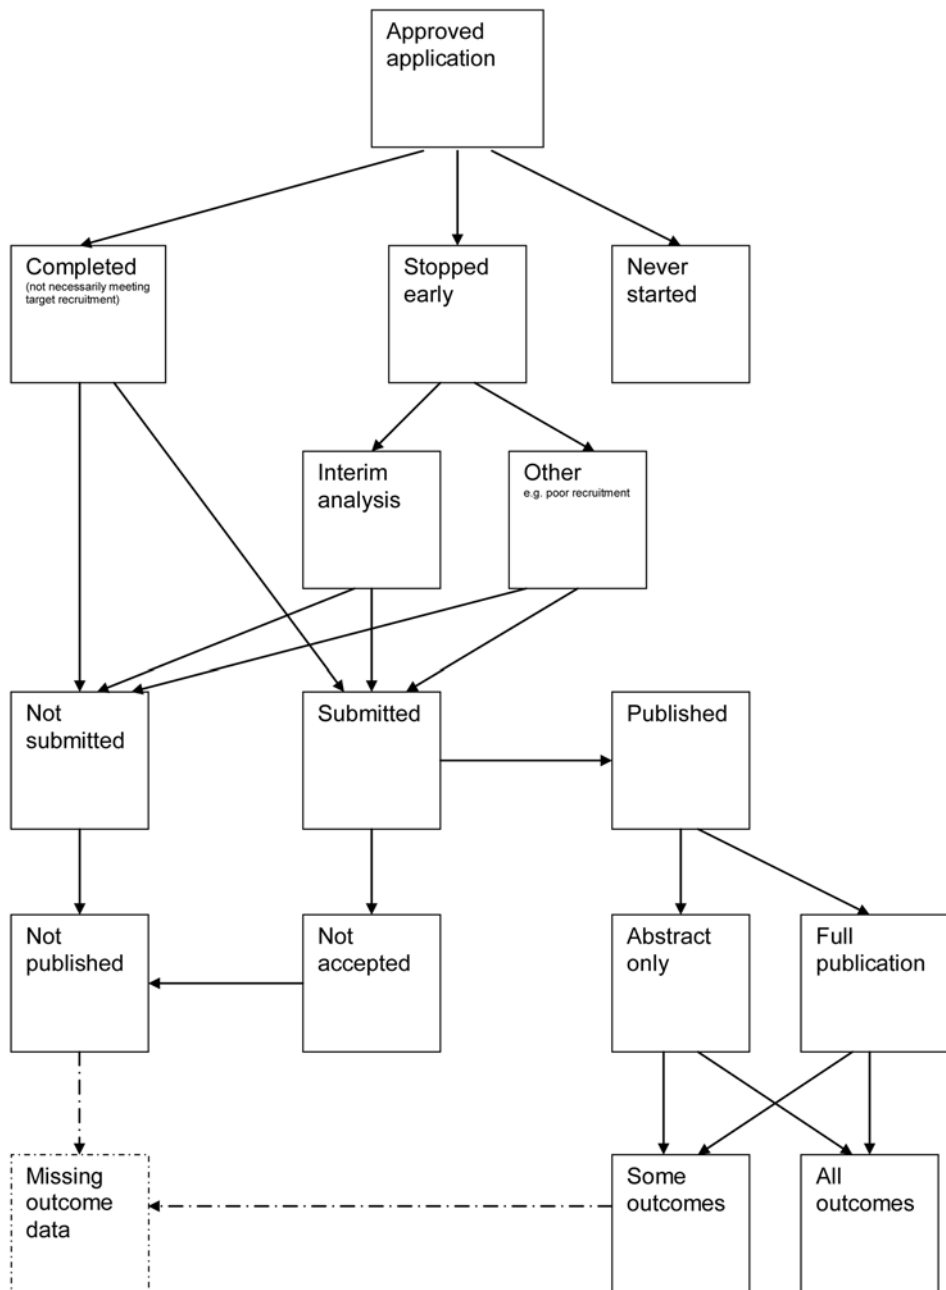 Approved
application
Completed
(not necessarily meeting
target recruitment)
Stopped
early
Never
started
Interim
analysis
Other
e.g. poor recruitment
Not
submitted
Submitted
Published
Not
published
Not
accepted
Abstract
only
Full
publication
Missing
outcome
data
Some
outcomes
All
outcomes